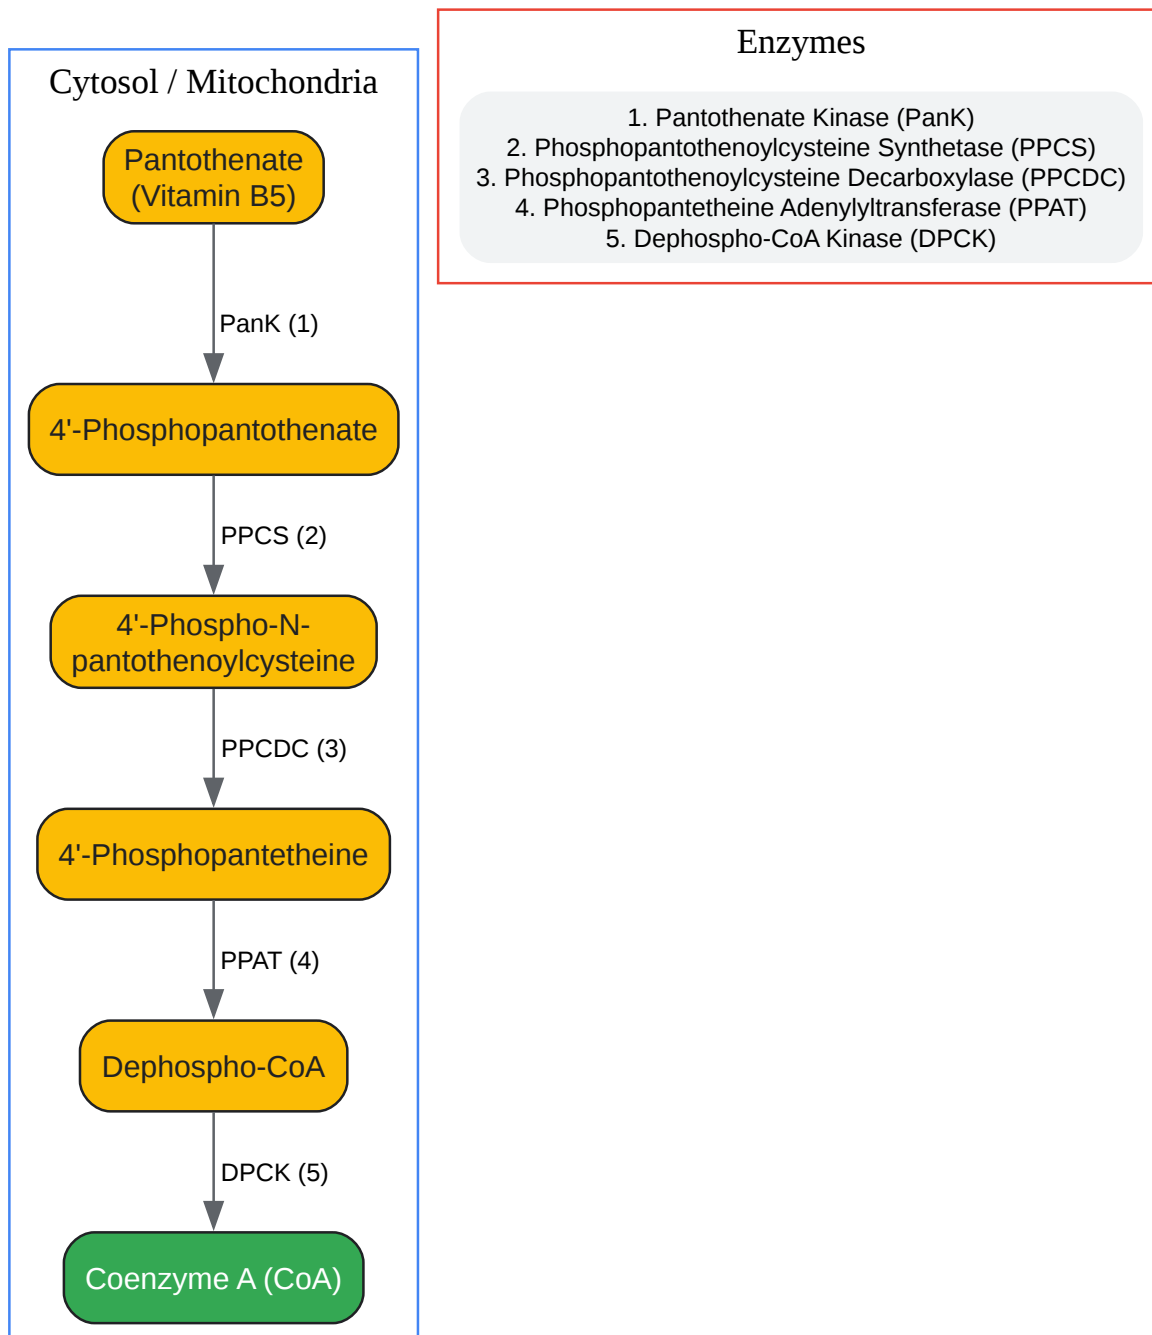 Cytosol / Mitochondria
Pantothenate
(Vitamin B5)
PanK (1)
4'-Phosphopantothenate
PPCS (2)
4'-Phospho-N-
pantothenoylcysteine
PPCDC (3)
4'-Phosphopantetheine
PPAT (4)
Dephospho-CoA
DPCK (5)
Coenzyme A (CoA)
Enzymes
1. Pantothenate Kinase (PanK)
2. Phosphopantothenoylcysteine Synthetase (PPCS)
3. Phosphopantothenoylcysteine Decarboxylase (PPCDC)
4. Phosphopantetheine Adenylyltransferase (PPAT)
5. Dephospho-CoA Kinase (DPCK)